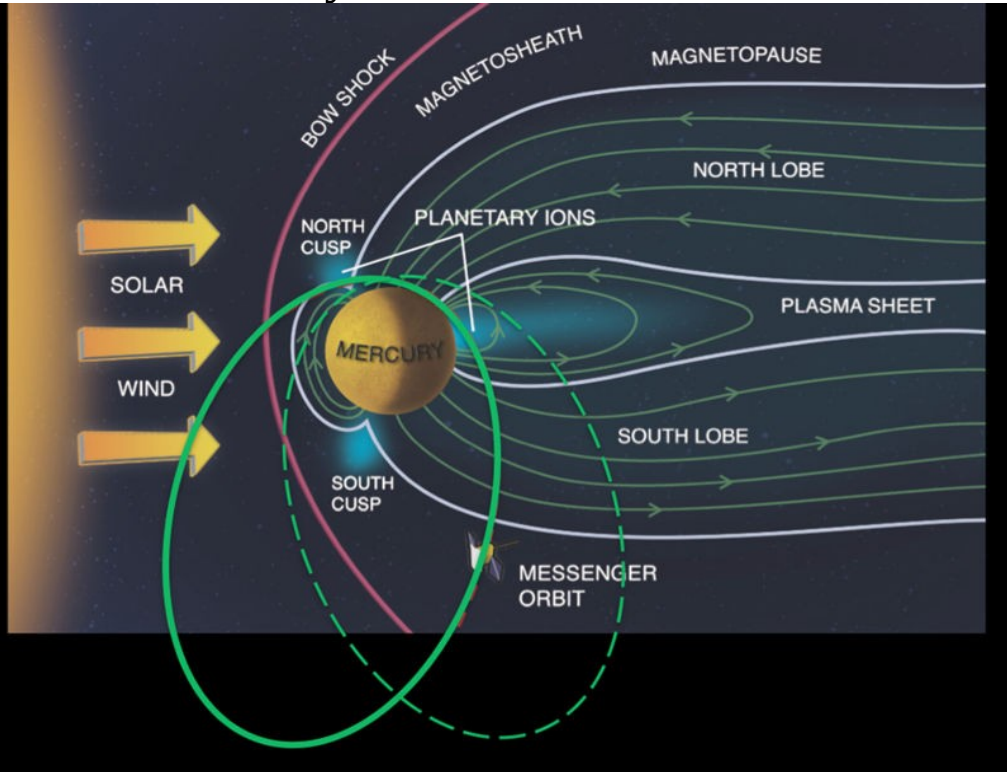 BOW SHOCK
MAGNETOSHEATH
MAGNETOPAUSE
NORTH LOBE
NORTH
CUSP
PLANETARY IONS
SOLAR
WIND
PLASMA SHEET
MERCURY
SOUTH LOBE
SOUTH
CUSP
MESSENGER
ORBIT